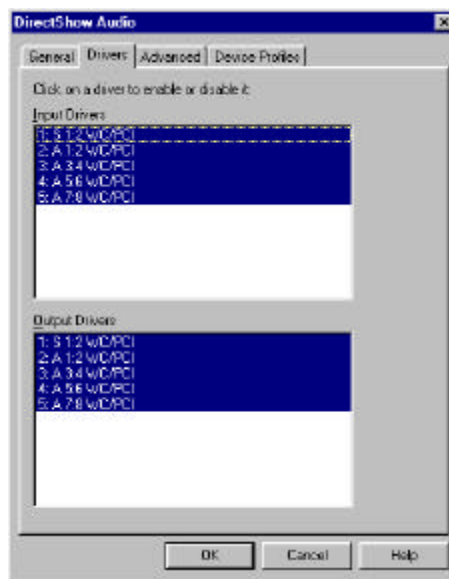 DirectShow Audio
General Drivers Advanced Device Profiles
Click on a driver to enable or disable it:
Input Drivers
1: S 1:2 WC/PCI
2: A 1:2 WC/PCI
3: A 3:4 WC/PCI
4: A 5:6 WC/PCI
5: A 7:8 WC/PCI
Output Drivers
1: S 1:2 WC/PCI
2: A 1:2 WC/PCI
3: A 3:4 WC/PCI
4: A 5:6 WC/PCI
5: A 7:8 WC/PCI
OK Cancel Help